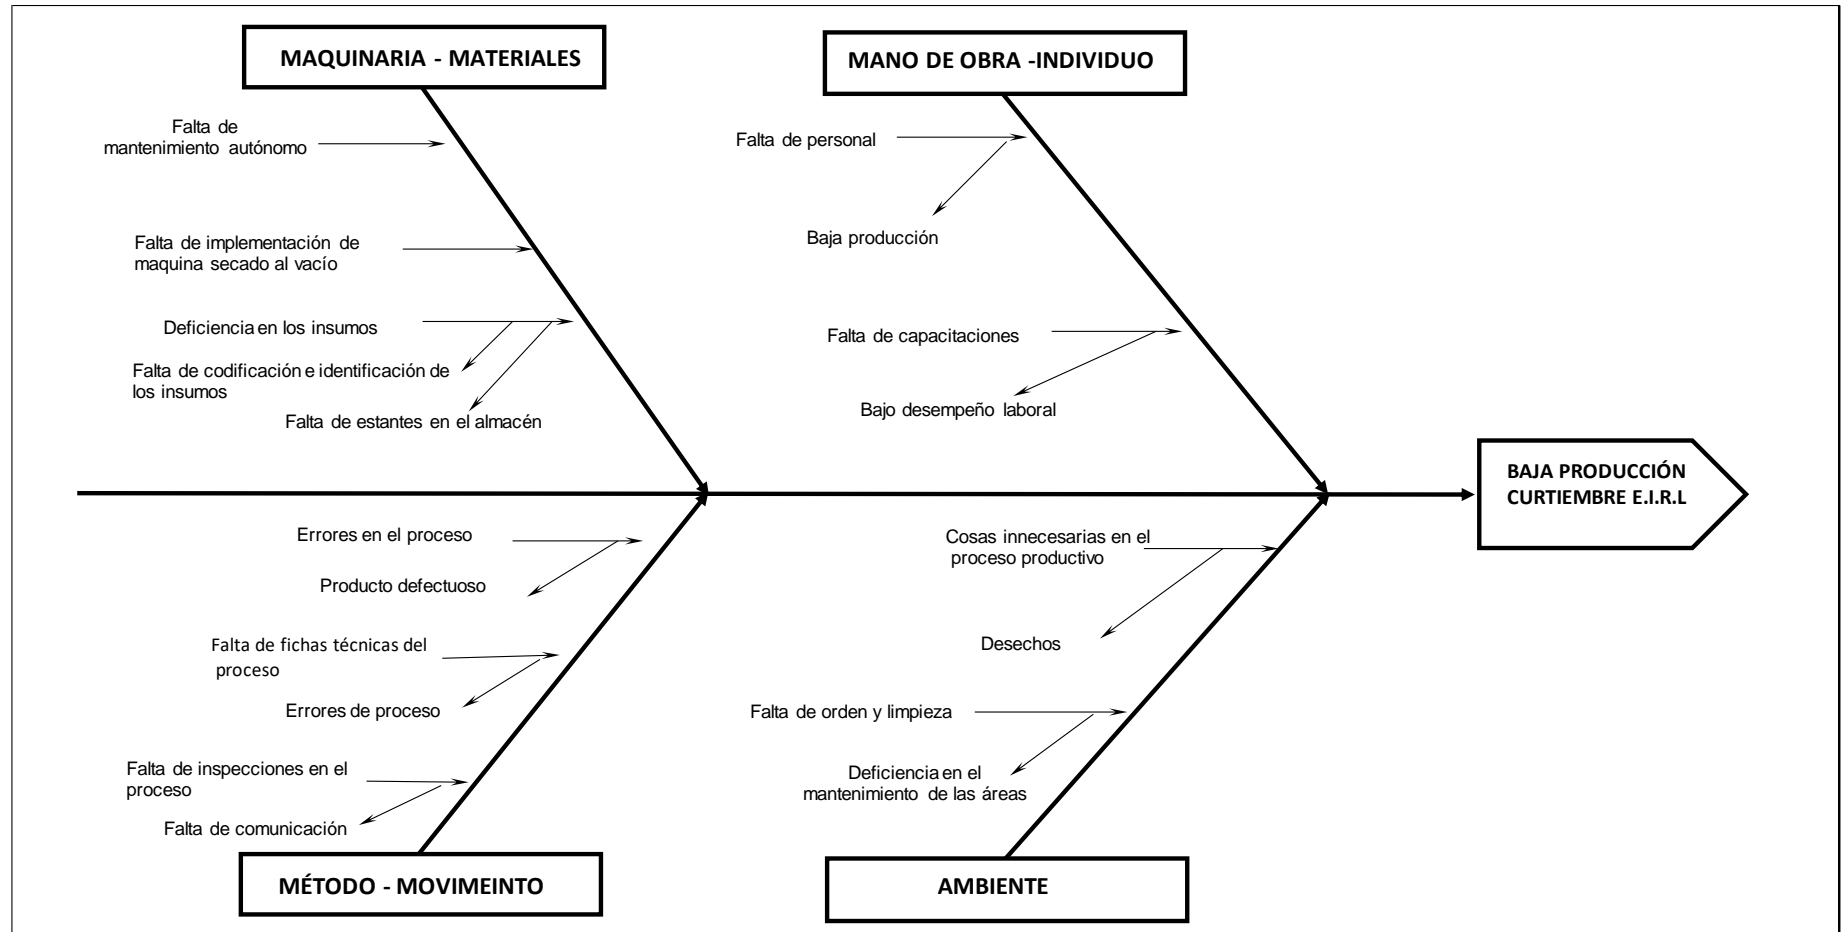 MAQUINARIA - MATERIALES
Falta de
mantenimiento autónomo
Falta de implementación de
maquina secado al vacío
Deficiencia en los insumos
Falta de codificación e identificación de
los insumos
Falta de estantes en el almacén
MANO DE OBRA -INDIVIDUO
Falta de personal
Baja producción
Falta de capacitaciones
Bajo desempeño laboral
BAJA PRODUCCIÓN
CURTIEMBRE E.I.R.L
Errores en el proceso
Producto defectuoso
Falta de fichas técnicas del
proceso
Errores de proceso
Falta de inspecciones en el
proceso
Falta de comunicación
MÉTODO - MOVIMEINTO
Cosas innecesarias en el
proceso productivo
Desechos
Falta de orden y limpieza
Deficiencia en el
mantenimiento de las áreas
AMBIENTE